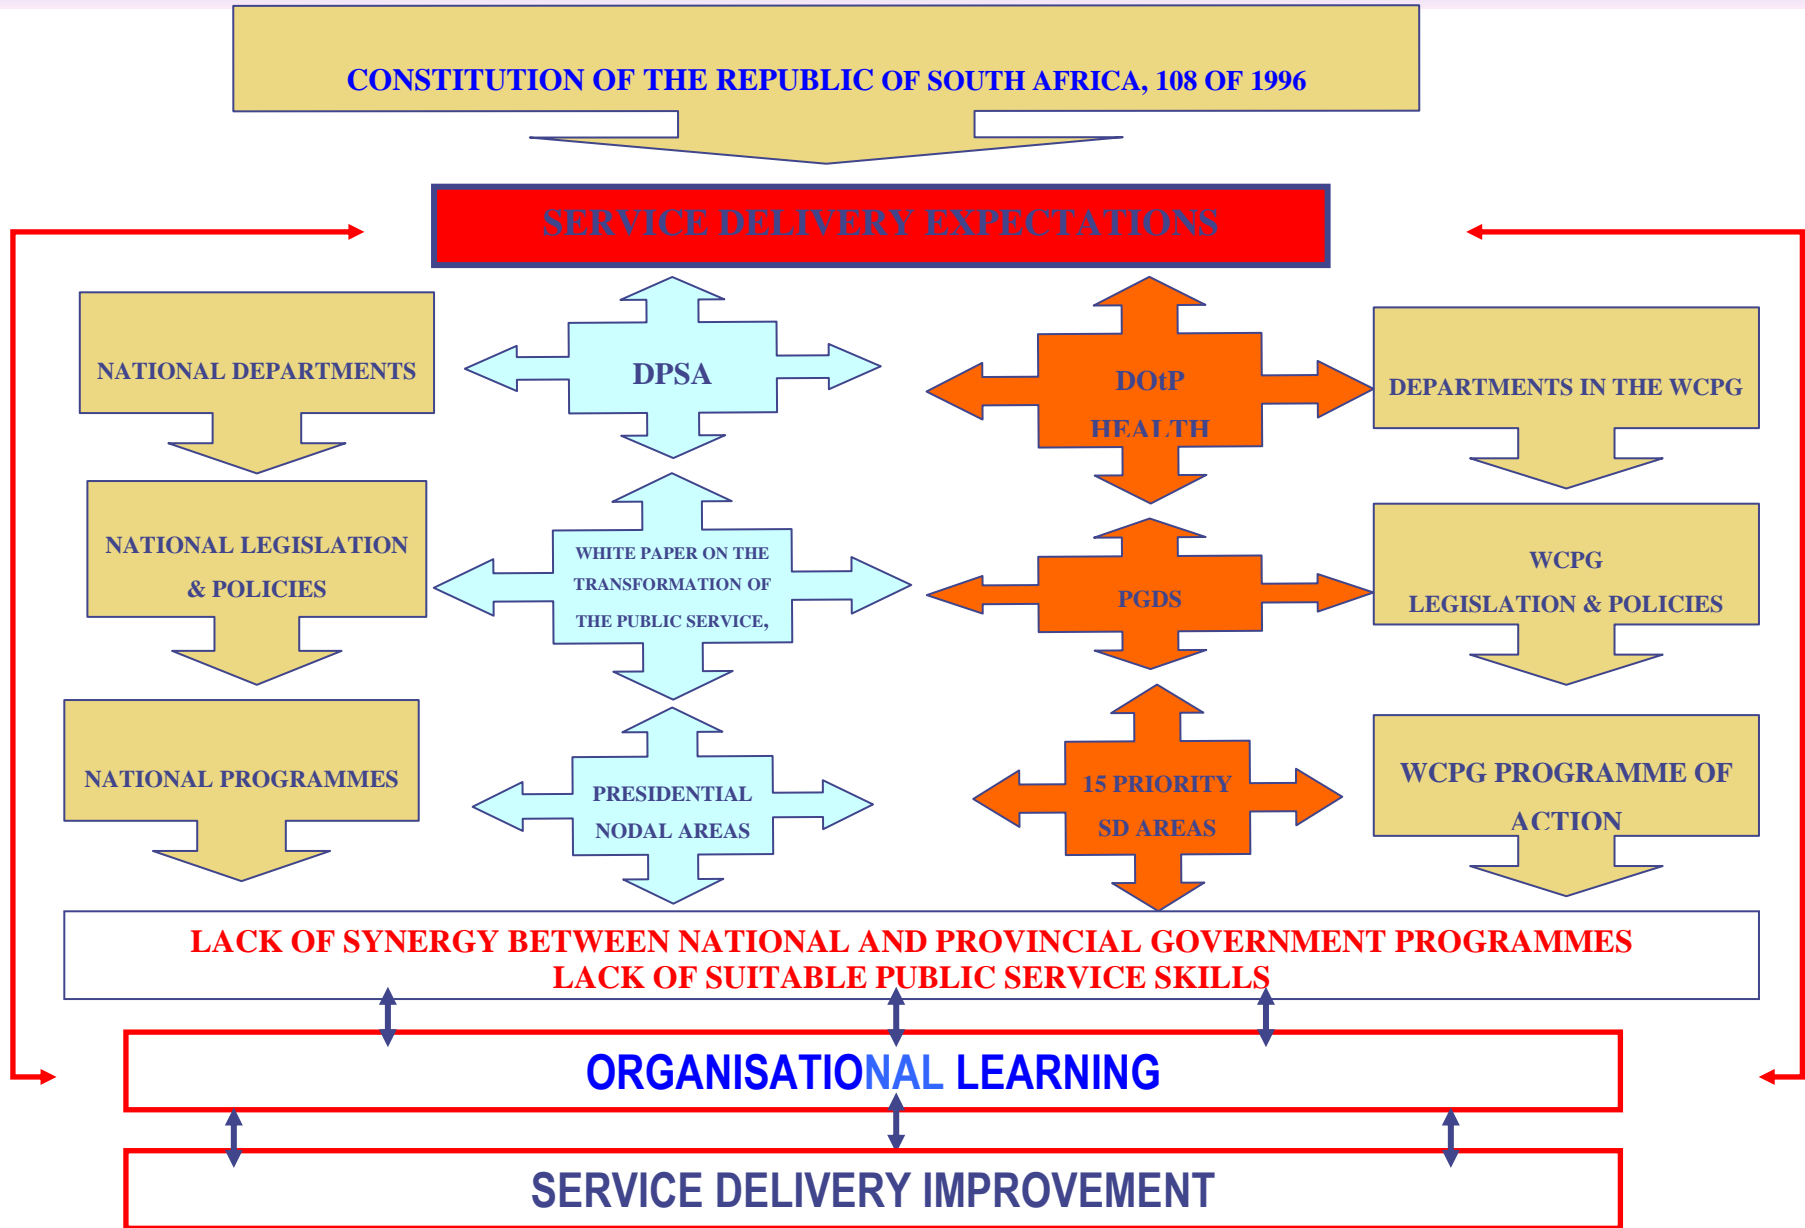 CONSTITUTION OF THE REPUBLIC OF SOUTH AFRICA, 108 OF 1996
SERVICE DELIVERY EXPECTATIONS
NATIONAL DEPARTMENTS
DPSA
DOtP
HEALTH
DEPARTMENTS IN THE WCPG
NATIONAL LEGISLATION
& POLICIES
WHITE PAPER ON THE
TRANSFORMATION OF
THE PUBLIC SERVICE,
PGDS
WCPG
LEGISLATION & POLICIES
NATIONAL PROGRAMMES
PRESIDENTIAL
NODAL AREAS
15 PRIORITY
SD AREAS
WCPG PROGRAMME OF
ACTION
LACK OF SYNERGY BETWEEN NATIONAL AND PROVINCIAL GOVERNMENT PROGRAMMES
LACK OF SUITABLE PUBLIC SERVICE SKILLS
ORGANISATIONAL LEARNING
SERVICE DELIVERY IMPROVEMENT